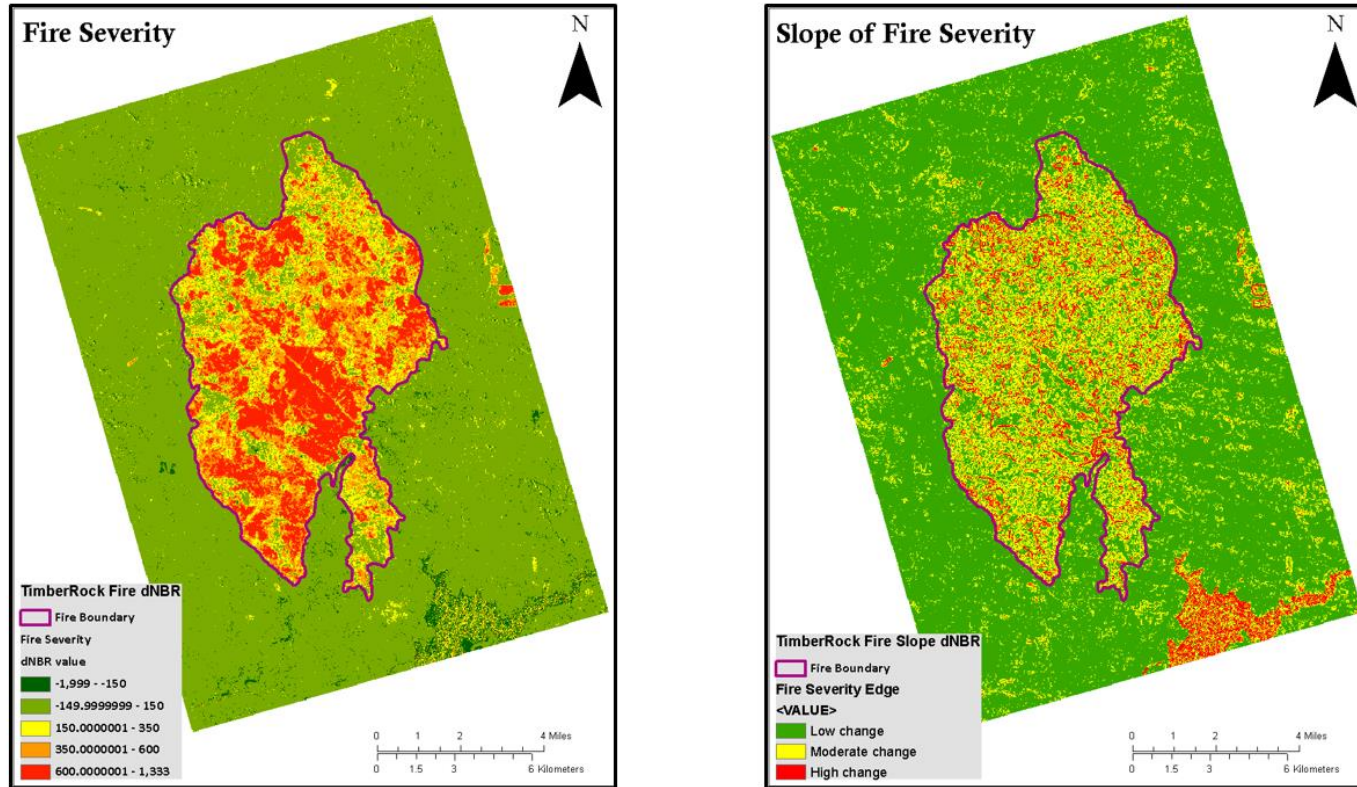 Fire Severity
N
TimberRock Fire dNBR
Fire Boundary
Fire Severity
dNBR value
-1,999 - -150
-149.9999999 - 150
150.0000001 - 350
350.0000001 - 600
600.0000001 - 1,333
0 1 2 4 Miles
0 1.5 3 6 Kilometers
Slope of Fire Severity
N
TimberRock Fire Slope dNBR
Fire Boundary
Fire Severity Edge
<VALUE>
Low change
Moderate change
High change
0 1 2 4 Miles
0 1.5 3 6 Kilometers